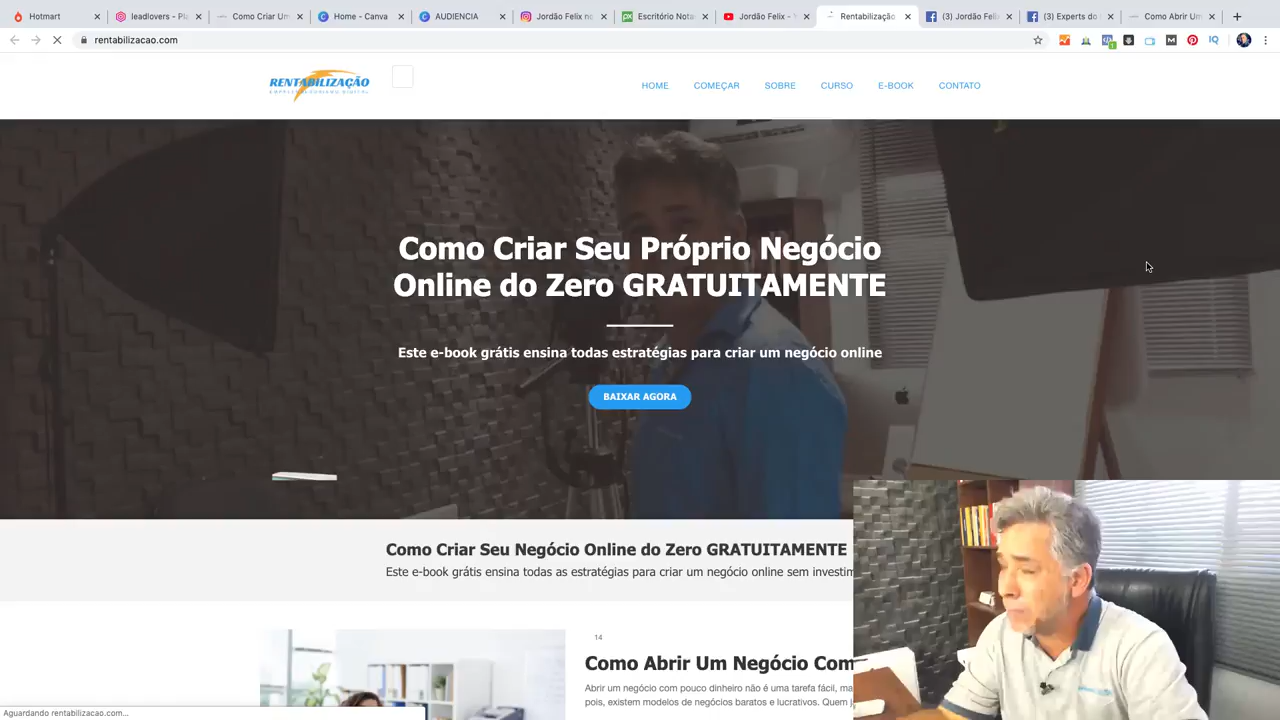 Hotmart
leadlovers - Pla
Como Criar Um
Home - Canva
AUDIENCIA
Jordão Felix no
Escritório Notas
Jordão Felix - 
Rentabilização
(3) Jordão Feli
(3) Experts do
Como Abrir Um
rentabilizacao.com
RENTABILIZAÇÃO
HOME
COMEÇAR
SOBRE
CURSO
E-BOOK
CONTATO
Como Criar Seu Próprio Negócio
Online do Zero GRATUITAMENTE
Este e-book grátis ensina todas estratégias para criar um negócio online
BAIXAR AGORA
Como Criar Seu Negócio Online do Zero GRATUITAMENTE
Este e-book grátis ensina todas as estratégias para criar um negócio online sem investim
14
Como Abrir Um Negócio Com
Abrir um negócio com pouco dinheiro não é uma tarefa fácil, ma
pois, existem modelos de negócios baratos e lucrativos. Quem j
Aguardando rentabilizacao.com...